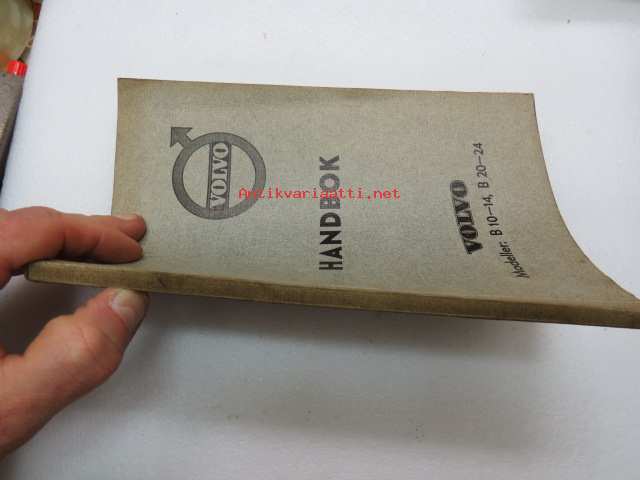 VOLVO
HANDBOK
VOLVO
Modeller: B 10–14, B 20–24
Antikvariaatti.net